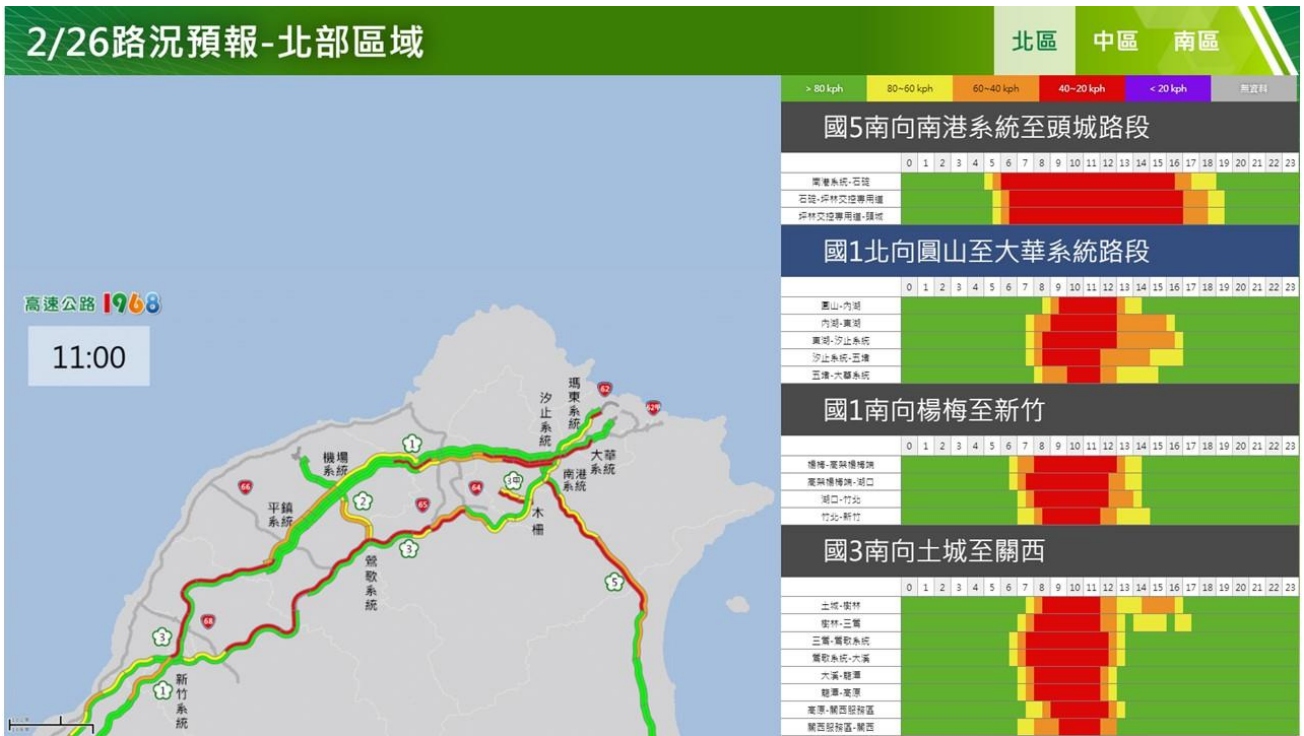 2/26路況預報-北部區域
北區 中區 南區
> 80 kph 80~60 kph 60~40 kph 40~20 kph < 20 kph 無資料
國5南向南港系統至頭城路段
0 1 2 3 4 5 6 7 8 9 10 11 12 13 14 15 16 17 18 19 20 21 22 23
南港系統-石碇
石碇-坪林交控專用道
坪林交控專用道-頭城
國1北向圓山至大華系統路段
0 1 2 3 4 5 6 7 8 9 10 11 12 13 14 15 16 17 18 19 20 21 22 23
圓山-內湖
內湖-東湖
東湖-汐止系統
汐止系統-五堵
五堵-大華系統
國1南向楊梅至新竹
0 1 2 3 4 5 6 7 8 9 10 11 12 13 14 15 16 17 18 19 20 21 22 23
楊梅-高架楊梅端
高架楊梅端-湖口
湖口-竹北
竹北-新竹
國3南向土城至關西
0 1 2 3 4 5 6 7 8 9 10 11 12 13 14 15 16 17 18 19 20 21 22 23
土城-樹林
樹林-三鶯
三鶯-鶯歌系統
鶯歌系統-大溪
大溪-龍潭
龍潭-高原
高原-關西服務區
關西服務區-關西
高速公路1968
11:00
瑪東系統
汐止系統
62
62甲
大華系統
南港系統
1
機場系統
66
2
65
64
3甲
平鎮系統
木柵
3
鶯歌系統
5
68
3
1
新竹系統